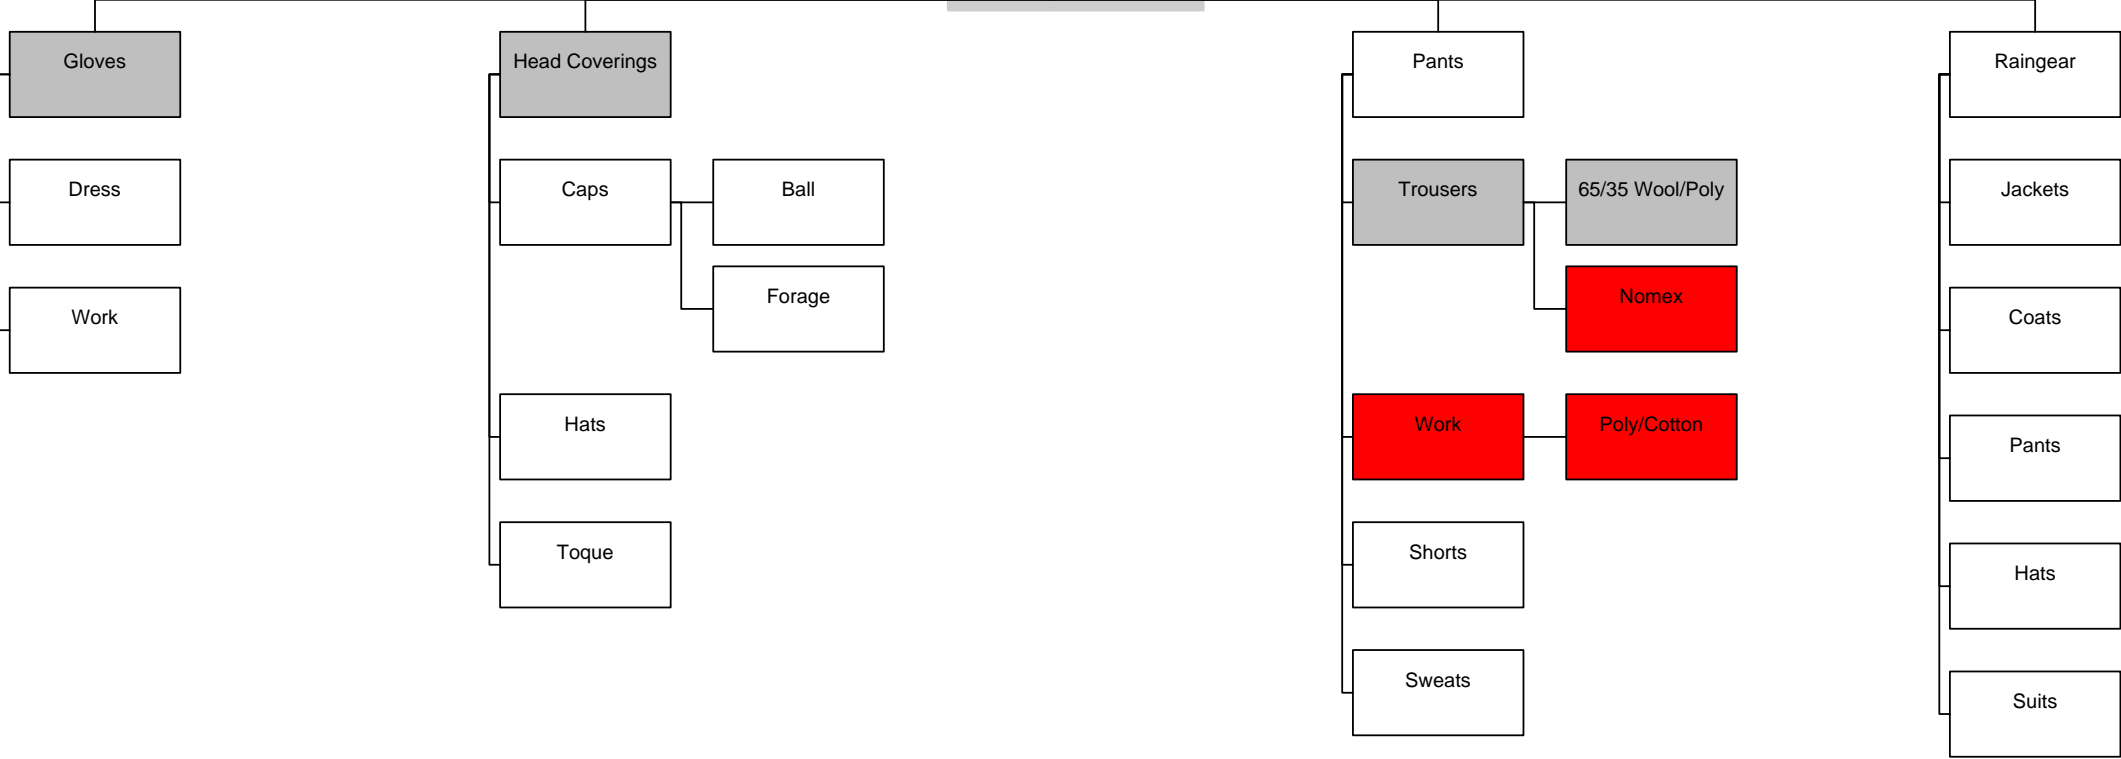 Gloves
Dress
Work
Head Coverings
Caps
Ball
Forage
Hats
Toque
Pants
Trousers
65/35 Wool/Poly
Nomex
Work
Poly/Cotton
Shorts
Sweats
Raingear
Jackets
Coats
Pants
Hats
Suits